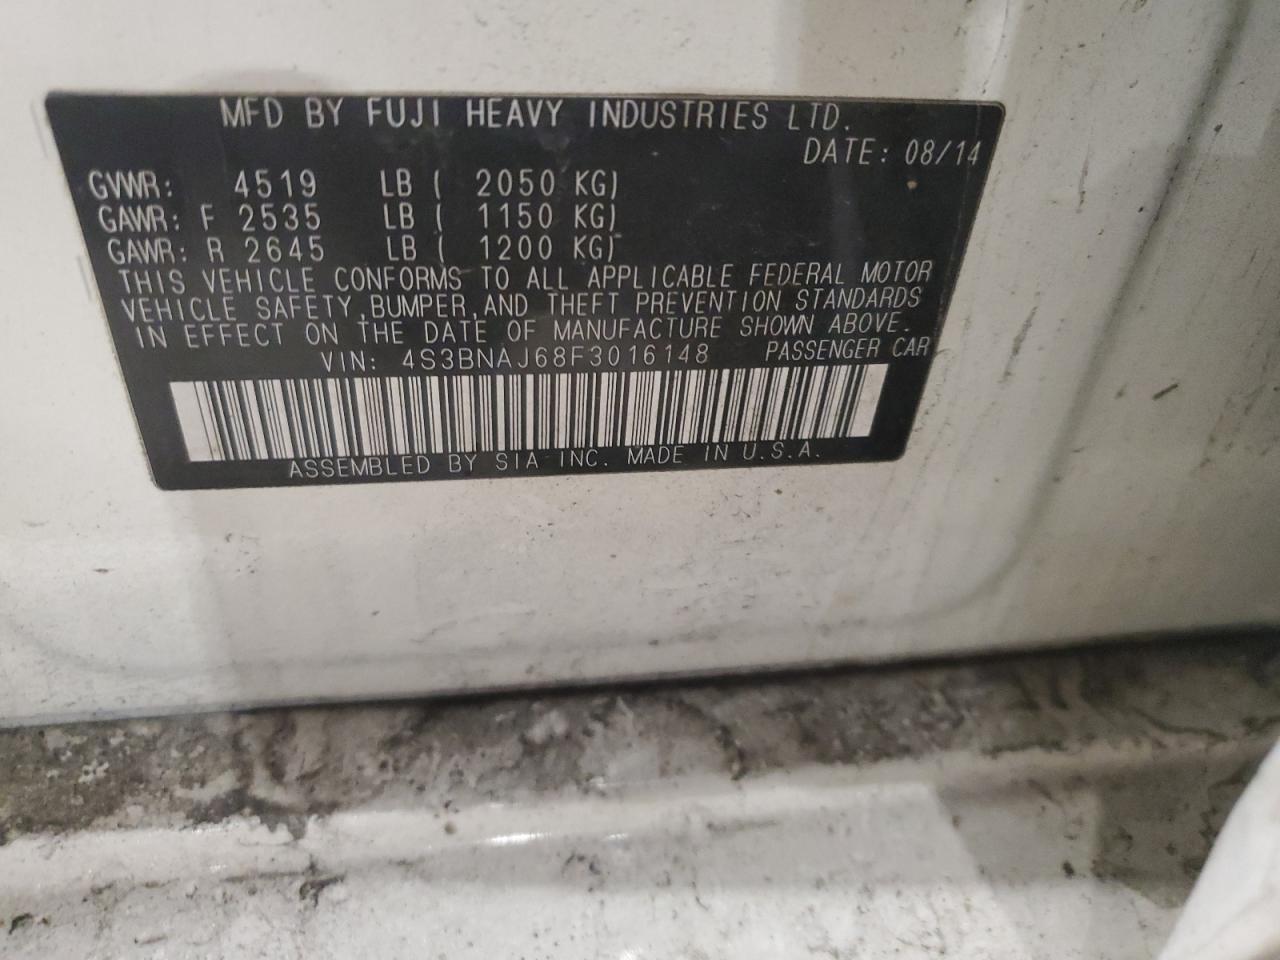 MFD BY FUJI HEAVY INDUSTRIES LTD.
DATE: 08/14
GVWR: 4519 LB ( 2050 KG)
GAWR: F 2535 LB ( 1150 KG)
GAWR: R 2645 LB ( 1200 KG)
THIS VEHICLE CONFORMS TO ALL APPLICABLE FEDERAL MOTOR
VEHICLE SAFETY,BUMPER,AND THEFT PREVENTION STANDARDS
IN EFFECT ON THE DATE OF MANUFACTURE SHOWN ABOVE.
VIN: 4S3BNAJ68F3016148 PASSENGER CAR
ASSEMBLED BY SIA INC. MADE IN U.S.A.